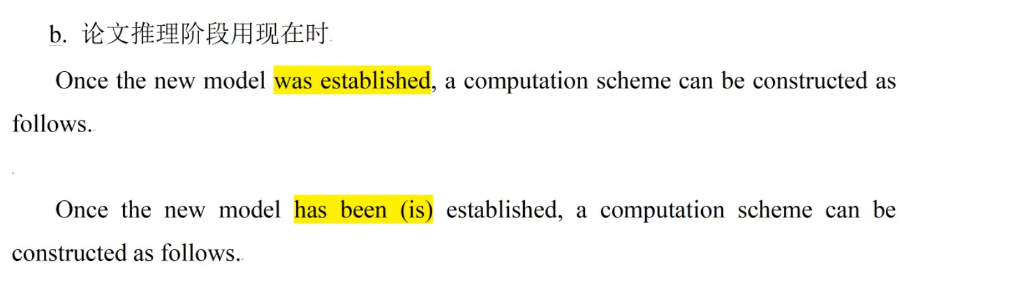 b. 论文推理阶段用现在时
Once the new model was established, a computation scheme can be constructed as
follows.
Once the new model has been (is) established, a computation scheme can be
constructed as follows.